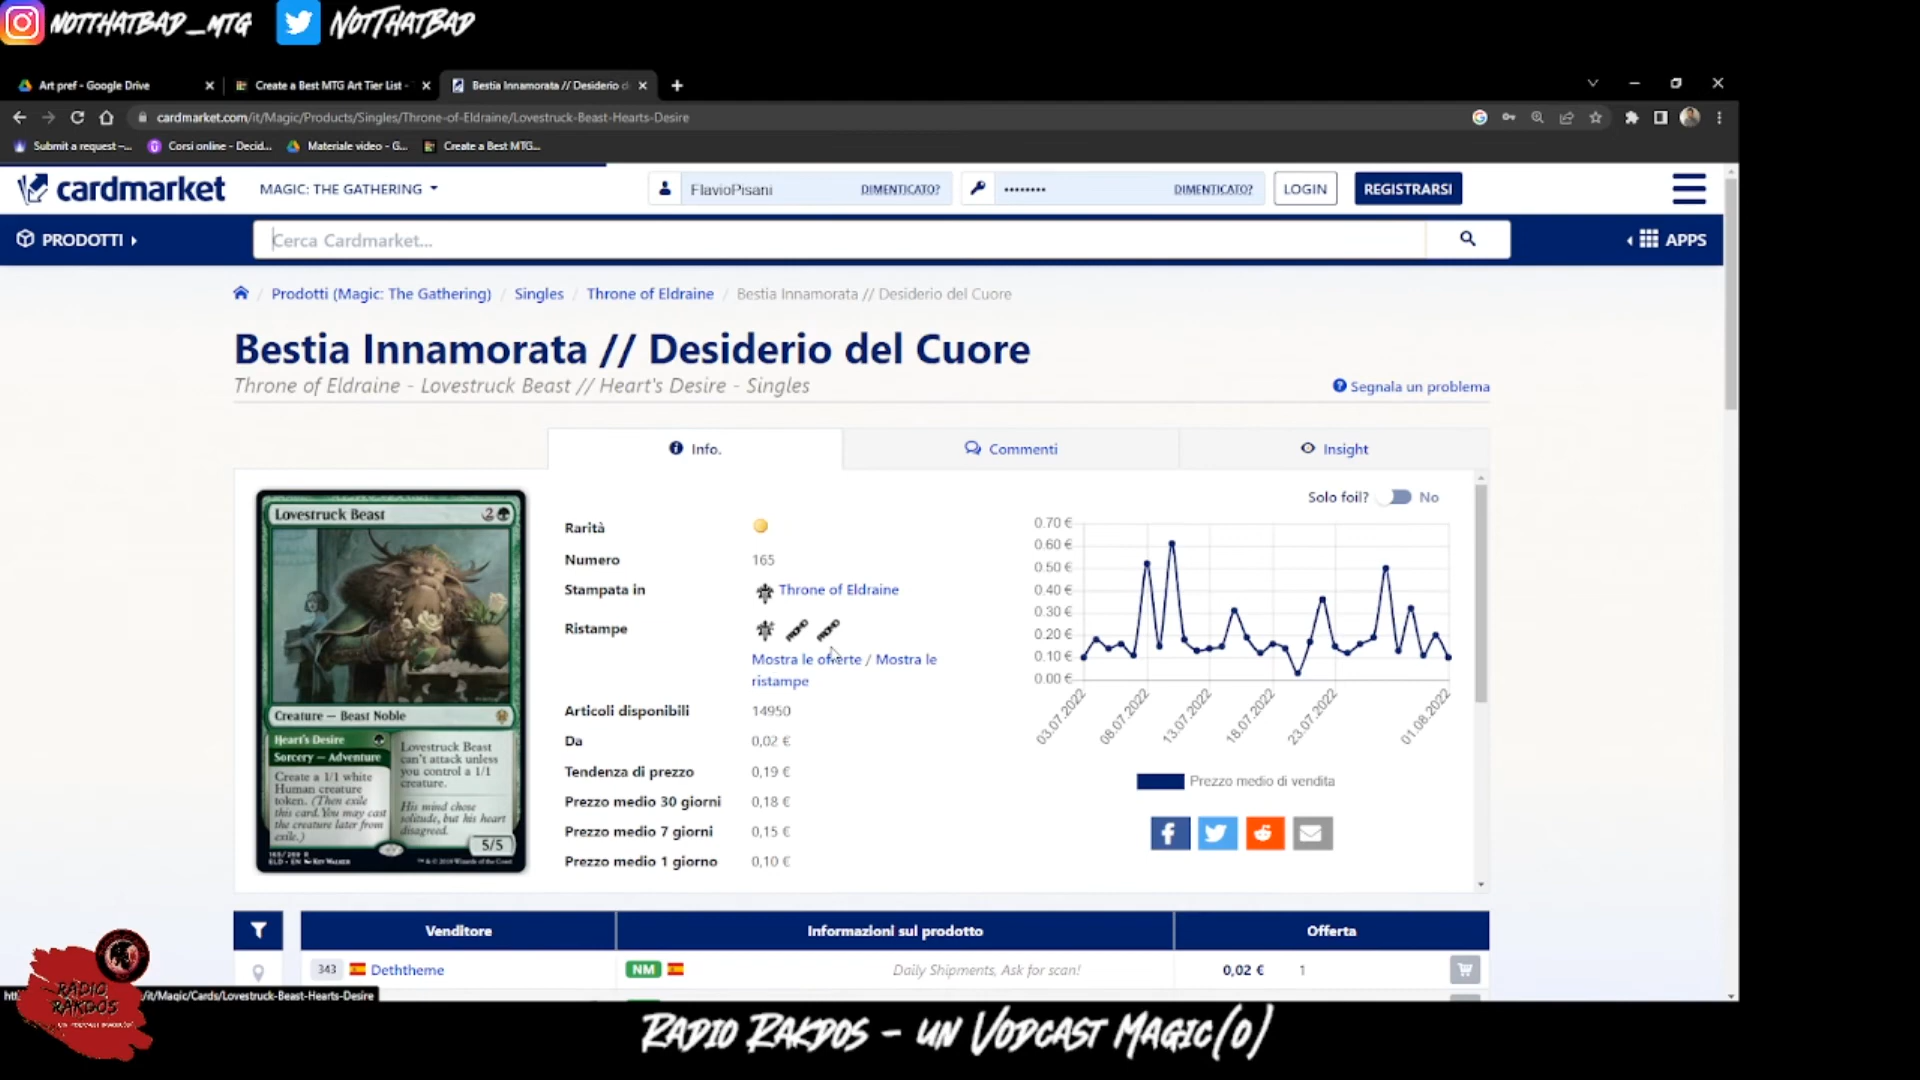 NOTTHATBAD_MTG
NOTTHATBAD
Art pref - Google Drive
Create a Best MTG Art Tier List -
Bestia Innamorata // Desiderio d
cardmarket.com/it/Magic/Products/Singles/Throne-of-Eldraine/Lovestruck-Beast-Hearts-Desire
Submit a request –...
Corsi online - Decid...
Materiale video - G...
Create a Best MTG...
cardmarket
MAGIC: THE GATHERING
FlavioPisani
DIMENTICATO?
••••••••
DIMENTICATO?
LOGIN
REGISTRARSI
PRODOTTI
Cerca Cardmarket...
APPS
/ Prodotti (Magic: The Gathering) / Singles / Throne of Eldraine / Bestia Innamorata // Desiderio del Cuore
Bestia Innamorata // Desiderio del Cuore
Throne of Eldraine - Lovestruck Beast // Heart's Desire - Singles
Segnala un problema
Info.
Commenti
Insight
Lovestruck Beast
2
Creature — Beast Noble
Heart's Desire
Sorcery — Adventure
Create a 1/1 white
Human creature
token. (Then exile
this card. You may cast
the creature later from
exile.)
Lovestruck Beast
can't attack unless
you control a 1/1
creature.
His mind chose
solitude, but his heart
disagreed.
5/5
Rarità
Numero 165
Stampata in Throne of Eldraine
Ristampe
PROMO PROMO
Mostra le offerte / Mostra le
ristampe
Articoli disponibili 14950
Da 0,02 €
Tendenza di prezzo 0,19 €
Prezzo medio 30 giorni 0,18 €
Prezzo medio 7 giorni 0,15 €
Prezzo medio 1 giorno 0,10 €
Solo foil? No
0.70 €
0.60 €
0.50 €
0.40 €
0.30 €
0.20 €
0.10 €
0.00 €
03.07.2022
08.07.2022
13.07.2022
18.07.2022
23.07.2022
01.08.2022
Prezzo medio di vendita
Venditore
Informazioni sul prodotto
Offerta
343 Deththeme
NM
Daily Shipments, Ask for scan!
0,02 €
1
/it/Magic/Cards/Lovestruck-Beast-Hearts-Desire
RADIO
RAKDOS
UN VODCAST MAGIC(O)
RADIO RAKDOS – UN VODCAST MAGIC(O)